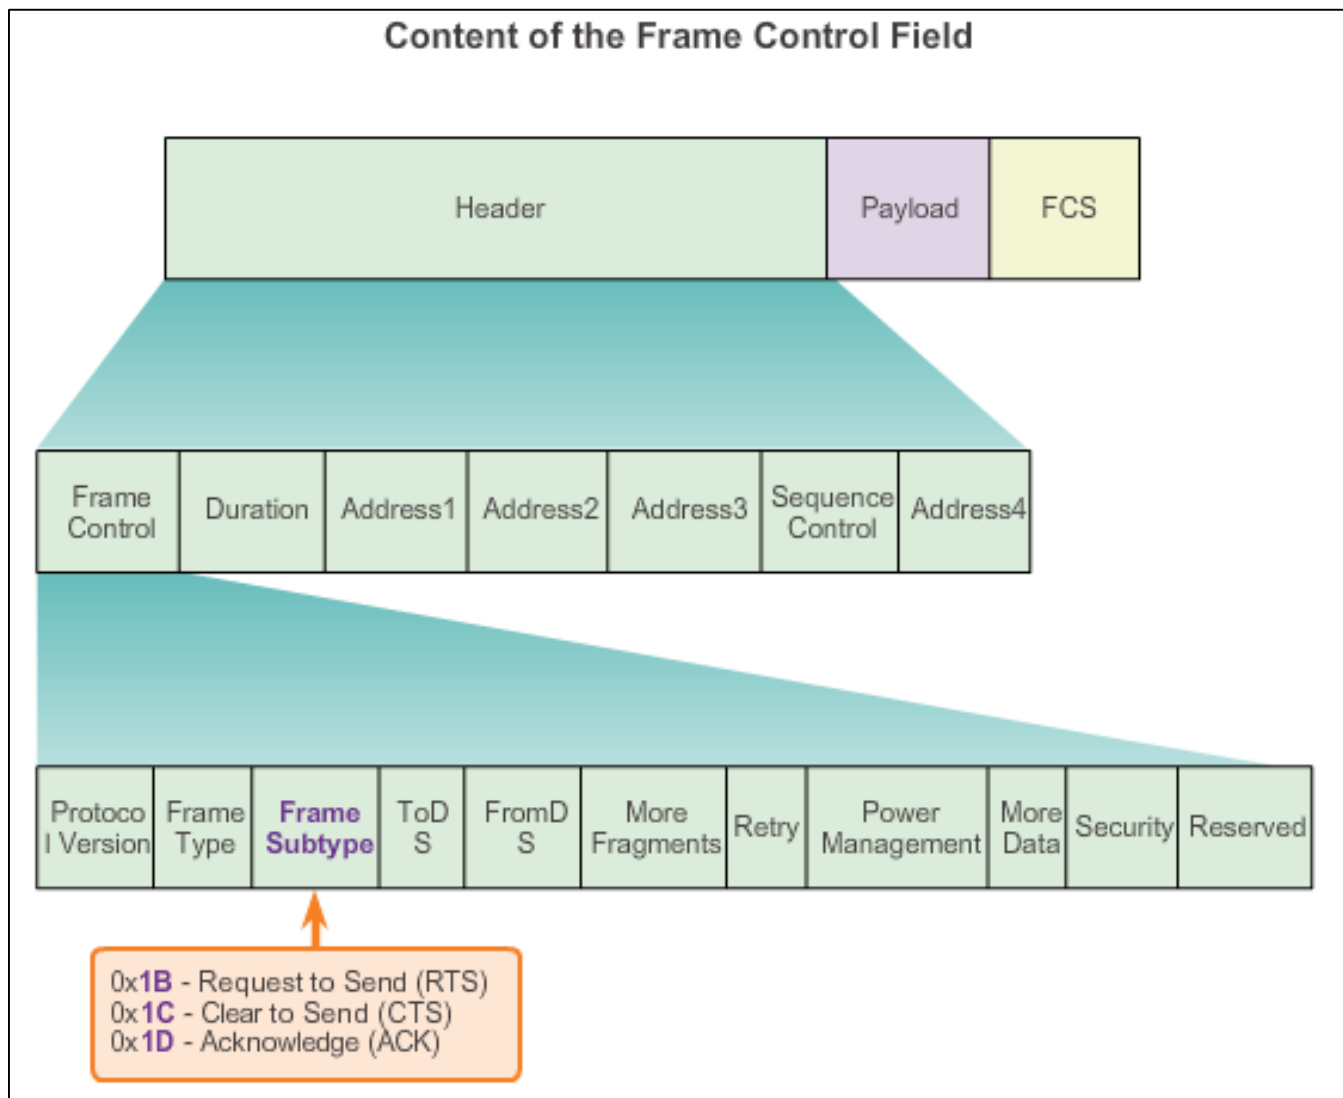 Content of the Frame Control Field
Header
Payload
FCS
Frame
Control
Duration
Address1
Address2
Address3
Sequence
Control
Address4
Protoco
l Version
Frame
Type
Frame
Subtype
ToD
S
FromD
S
More
Fragments
Retry
Power
Management
More
Data
Security
Reserved
0x1B - Request to Send (RTS)
0x1C - Clear to Send (CTS)
0x1D - Acknowledge (ACK)